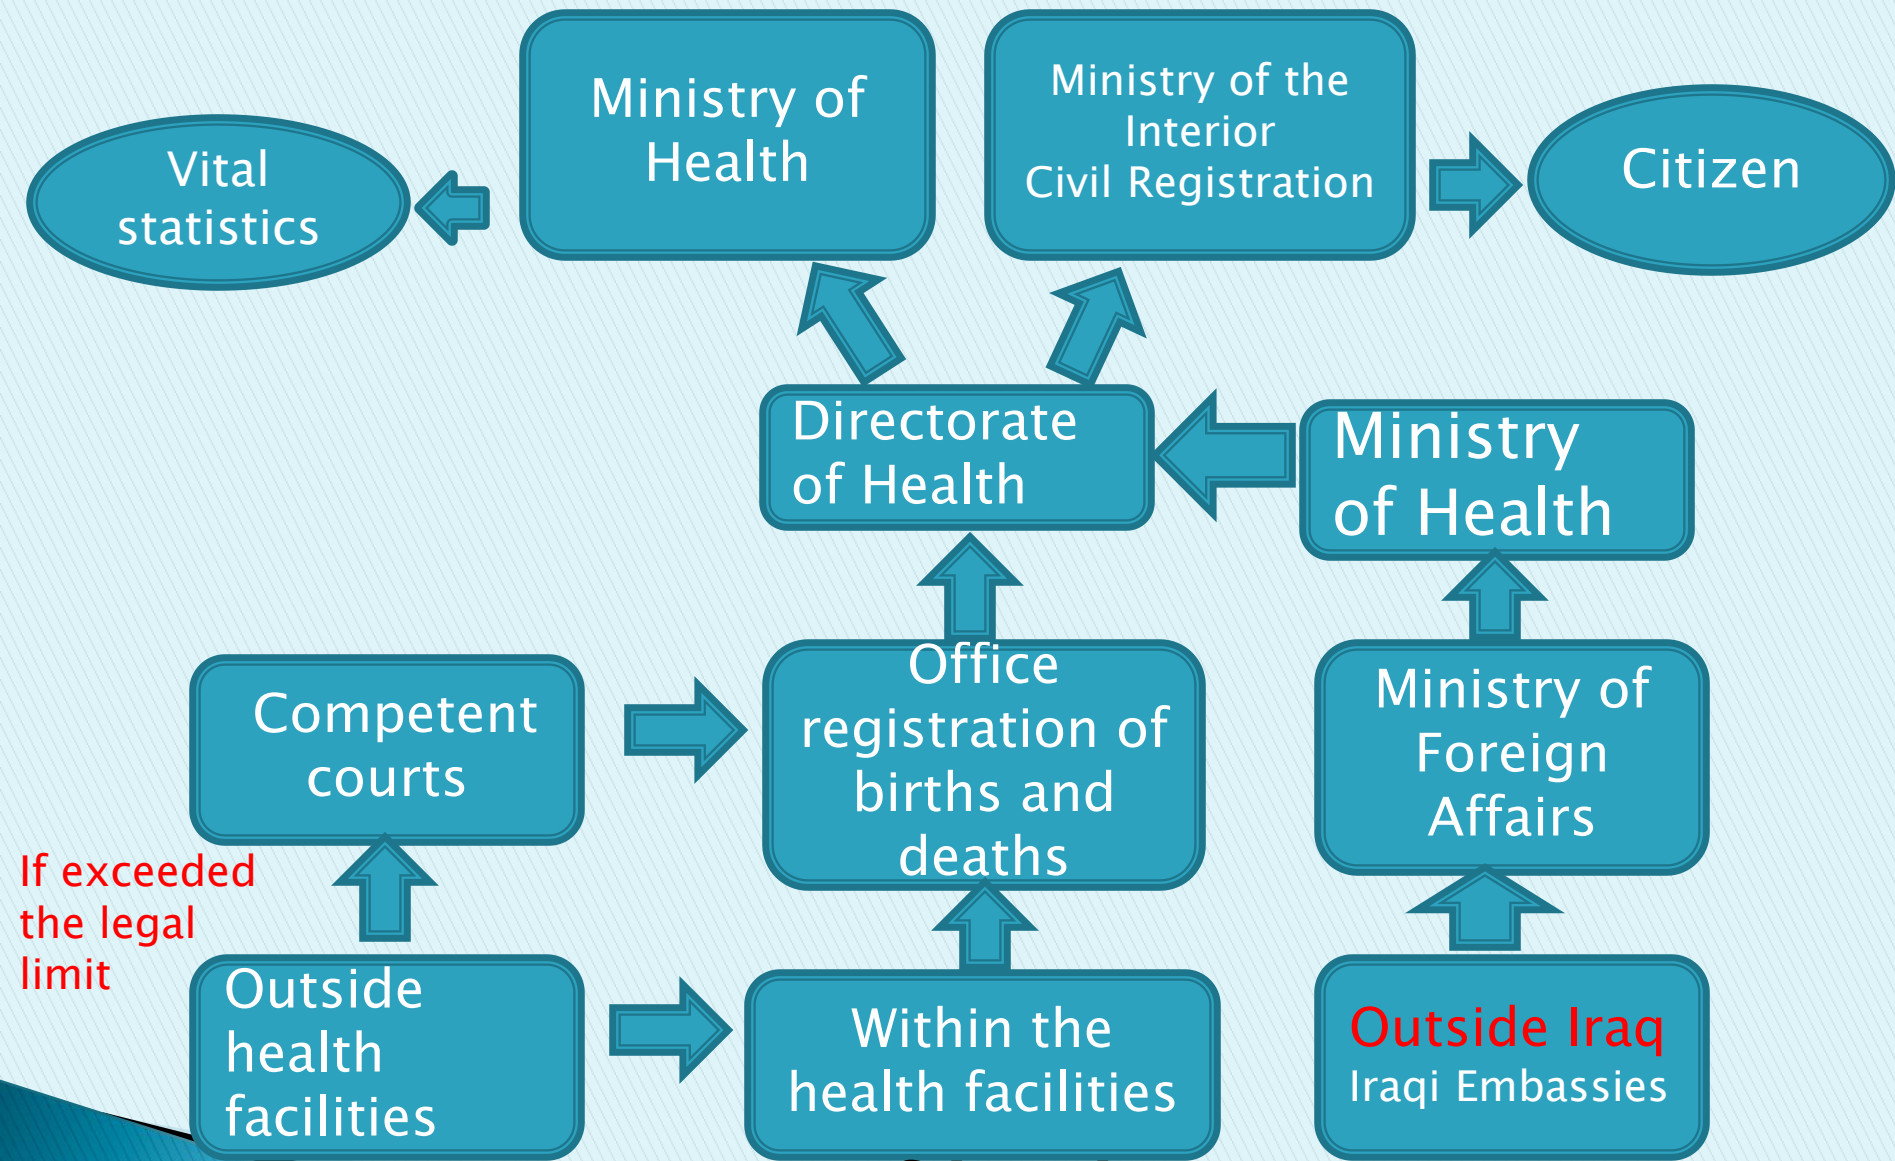 Ministry of
Health
Ministry of the
Interior
Civil Registration
Vital
statistics
Citizen
Directorate
of Health
Ministry
of Health
Competent
courts
Office
registration of
births and
deaths
Ministry of
Foreign
Affairs
If exceeded
the legal
limit
Outside
health
facilities
Within the
health facilities
Outside Iraq
Iraqi Embassies